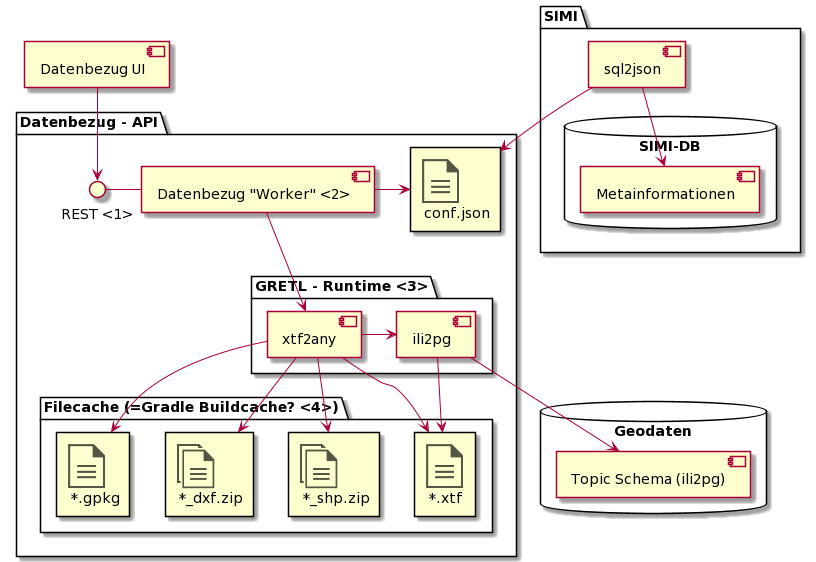 SIMI
Datenbezug UI
sql2json
Datenbezug - API
SIMI-DB
Datenbezug "Worker" <2>
Metainformationen
REST <1>
conf.json
GRETL - Runtime <3>
xtf2any
ili2pg
Filecache (=Gradle Buildcache? <4>)
Geodaten
*.gpkg
*_dxf.zip
*_shp.zip
*.xtf
Topic Schema (ili2pg)